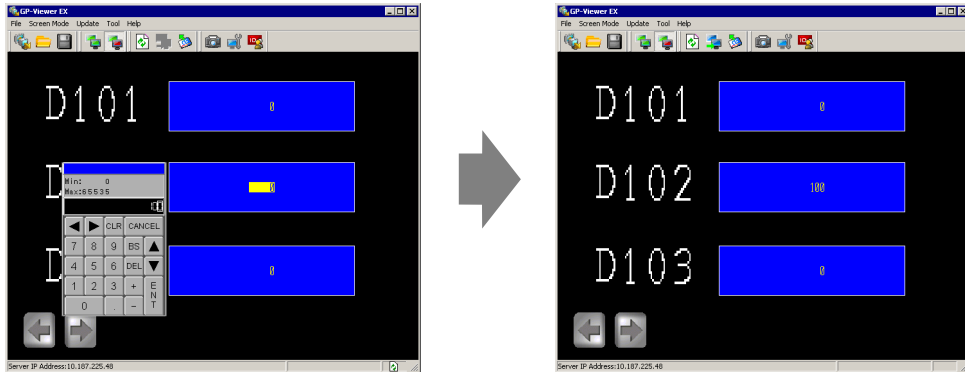 GP-Viewer EX
File Screen Mode Update Tool Help
D101
0
D
0
Min: 0
Max:65535
CLR CANCEL
7 8 9 BS
4 5 6 DEL
1 2 3 + ENT
0 . -
D
0
Server IP Address:10.187.225.48
GP-Viewer EX
File Screen Mode Update Tool Help
D101
0
D102
100
D103
0
Server IP Address:10.187.225.48